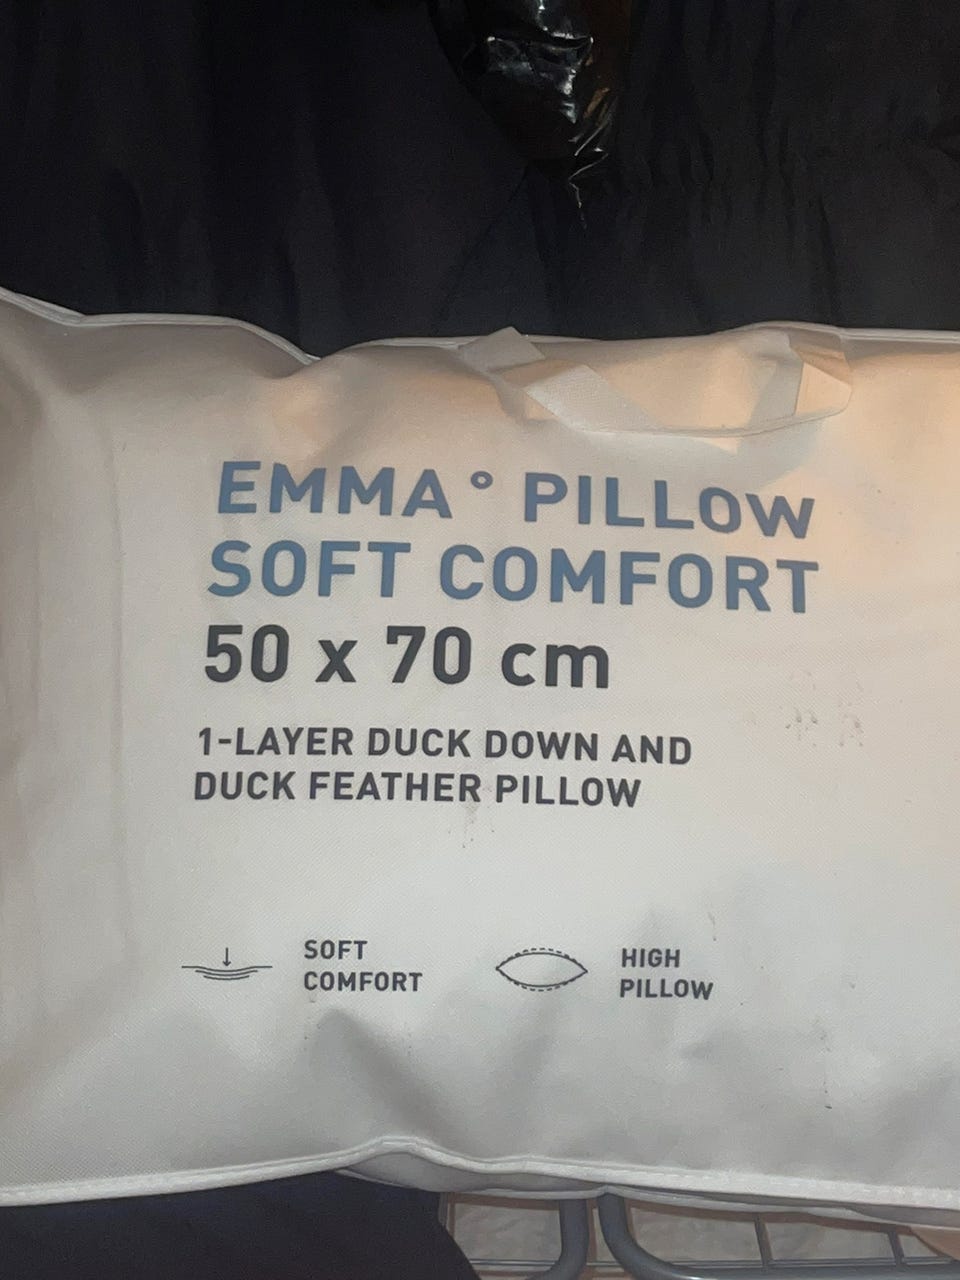 EMMA° PILLOW
SOFT COMFORT
50 x 70 cm
1-LAYER DUCK DOWN AND
DUCK FEATHER PILLOW
SOFT
COMFORT
HIGH
PILLOW